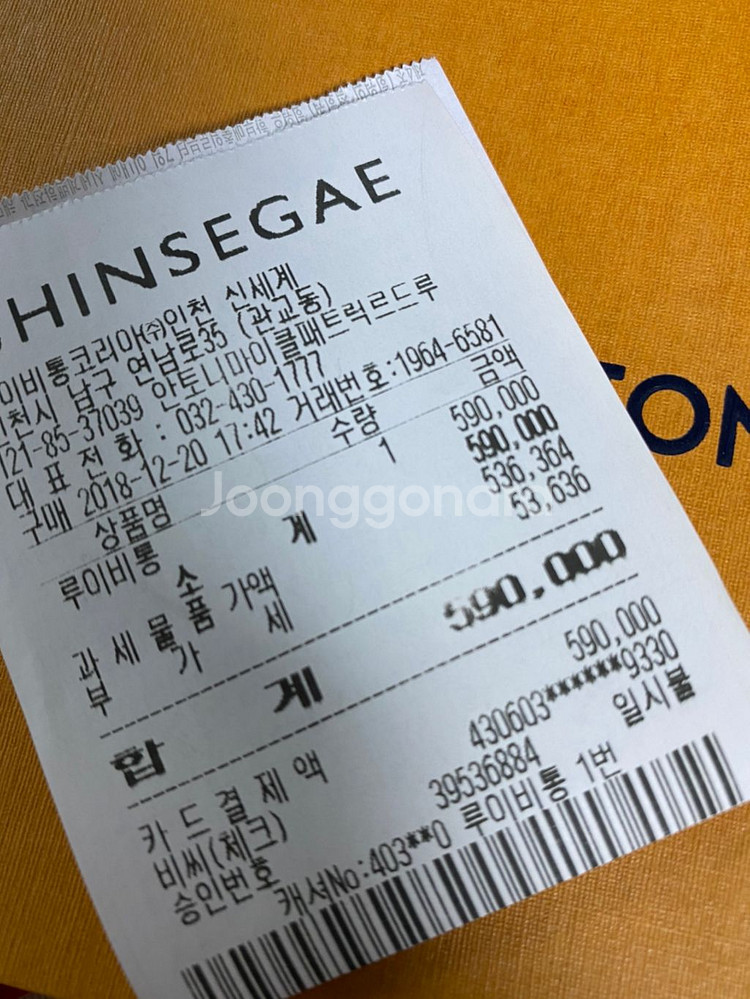 HINSEGAE
이비통코리아㈜인천 신세계
천시 남구 연남로35 (관교동)
121-85-37039 안토니마이클패트릭르드루
대 표 전 화 : 032-430-1777
구매 2018-12-20 17:42 거래번호:1964-6581
상품명 수량 금액
루이비통 1 590,000
소 계 590,000
과 세 물 품 가액 536,364
부 가 세 53,636
합 계 590,000
카 드 결 제 액 590,000
비씨(체크) 430603******9330
일시불
승인번호 39536884
캐셔No:403**0 루이비통 1번
Joonggonara
TON